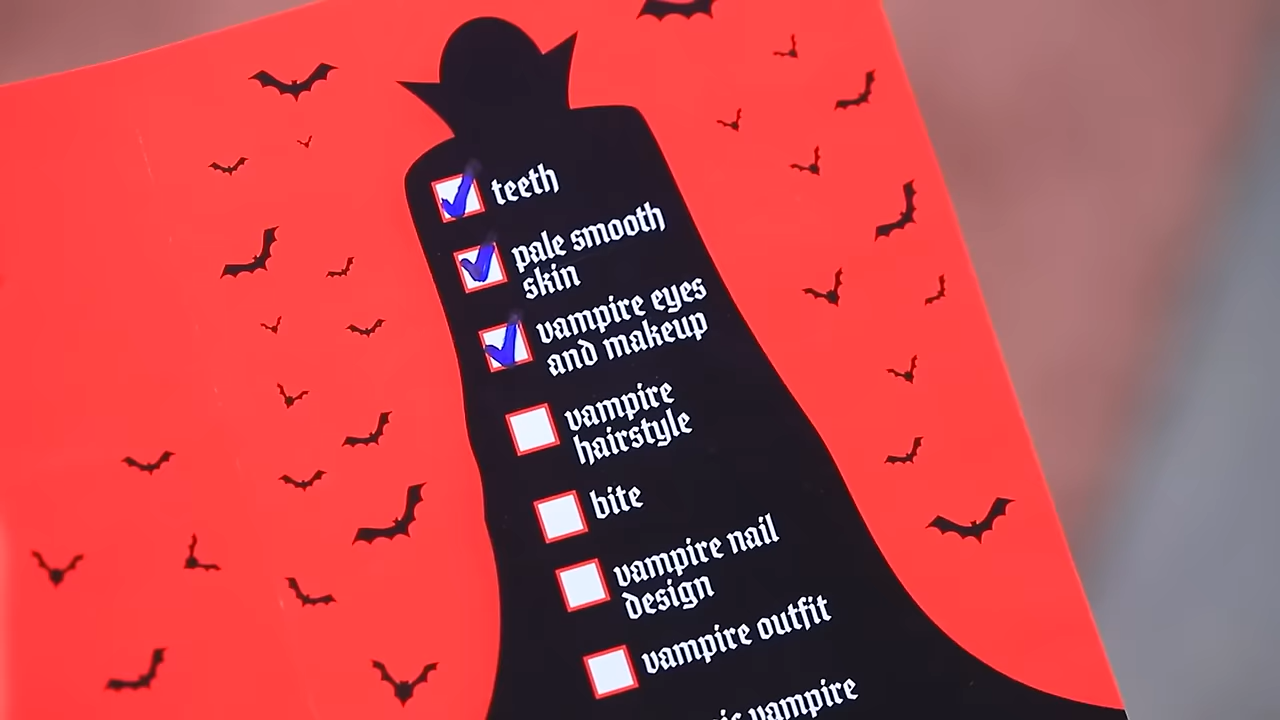 teeth
pale smooth
skin
vampire eyes
and makeup
vampire
hairstyle
bite
vampire nail
design
vampire outfit
vampire